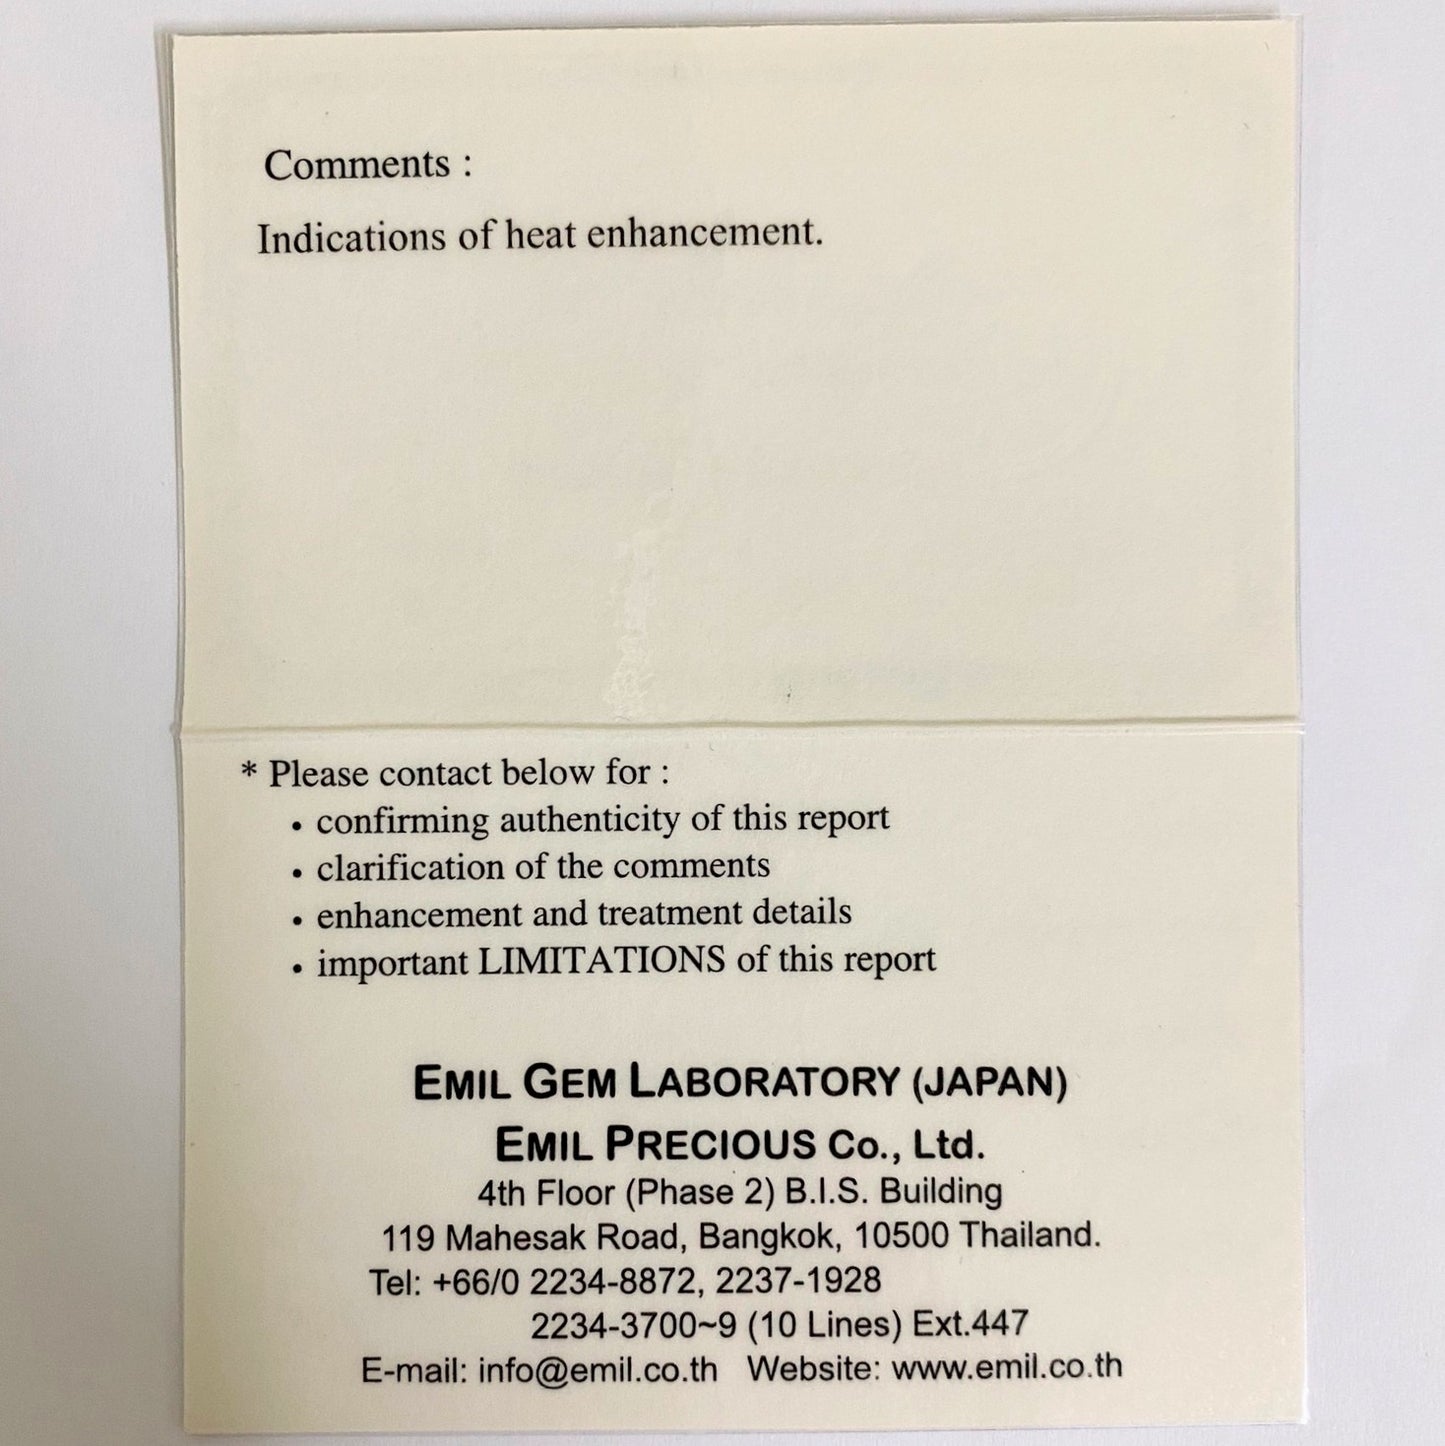 Comments :
Indications of heat enhancement.
* Please contact below for :
• confirming authenticity of this report
• clarification of the comments
• enhancement and treatment details
• important LIMITATIONS of this report
EMIL GEM LABORATORY (JAPAN)
EMIL PRECIOUS Co., Ltd.
4th Floor (Phase 2) B.I.S. Building
119 Mahesak Road, Bangkok, 10500 Thailand.
Tel: +66/0 2234-8872, 2237-1928
2234-3700~9 (10 Lines) Ext.447
E-mail: info@emil.co.th Website: www.emil.co.th